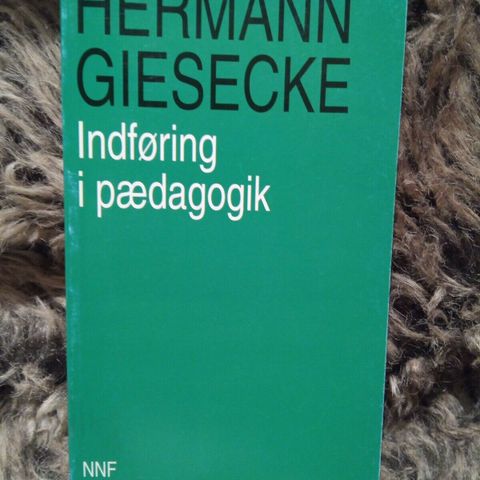 HERMANN
GIESECKE
Indføring
i pædagogik
NNF